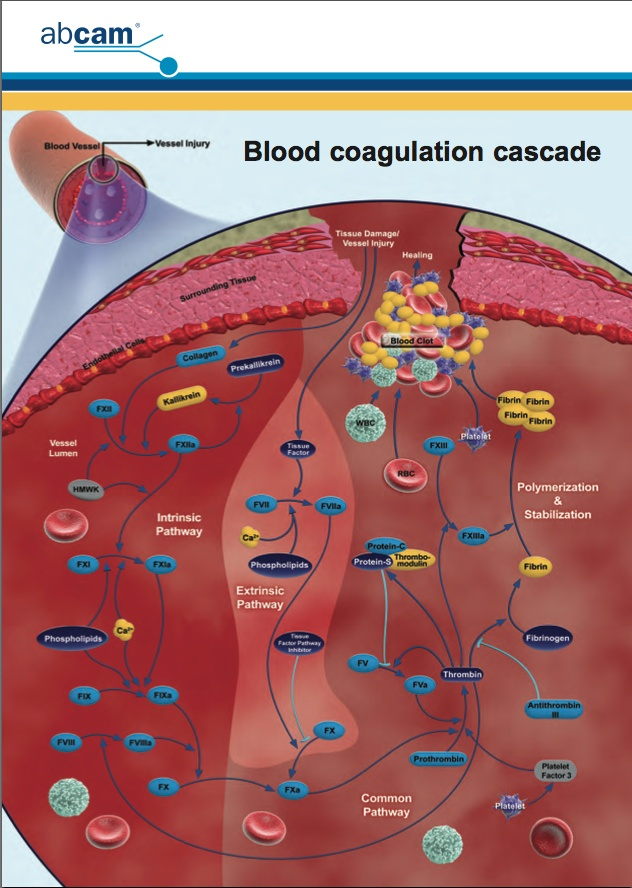 abcam®
Blood Vessel
Vessel Injury
Blood coagulation cascade
Tissue Damage/
Vessel Injury
Healing
Surrounding Tissue
Endothelial Cells
Blood Clot
Collagen
Prekallikrein
Kallikrein
FXII
FXIIa
Vessel
Lumen
HMWK
Intrinsic
Pathway
FXI
FXIa
Phospholipids
Ca2+
FIX
FIXa
FVIII
FVIIIa
FX
FXa
Tissue
Factor
FVII
FVIIa
Ca2+
Phospholipids
Extrinsic
Pathway
Tissue
Factor Pathway
Inhibitor
FX
WBC
RBC
Platelet
Fibrin
Fibrin
Fibrin
Fibrin
FXIII
Polymerization
&
Stabilization
FXIIIa
Protein-C
Protein-S
Thrombo-
modulin
Fibrin
Fibrinogen
FV
FVa
Thrombin
Antithrombin
III
Prothrombin
Platelet
Factor 3
Platelet
Common
Pathway